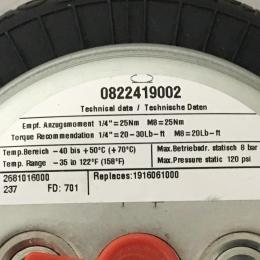 0822419002
Technical data / Technische Daten
Empf. Anzugsmoment 1/4"=25Nm M8=25Nm
Torque Recommendation 1/4"=20-30Lb-ft M8=20Lb-ft
Temp.Bereich - 40 bis +50°C (+70°C)
Temp. Range - 35 to 122°F (158°F)
Max.Betriebsdr. statisch 8 bar
Max.Pressure static 120 psi
2681016000
237 FD: 701
Replaces:1916061000